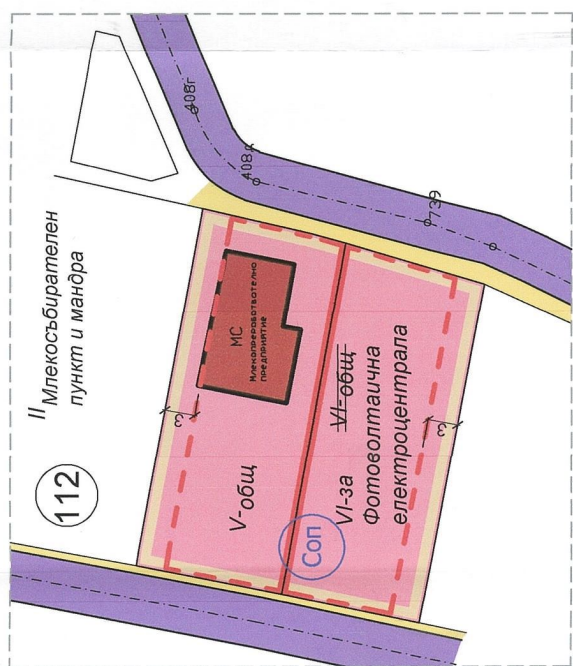 408г
408д
739
II Млекосъбирателен
пункт и мандра
112
МС
Млекопреработвателно
предприятие
3
V-общ
VI-общ
VI-за
Фотоволтаична
електроцентрала
3
Соп